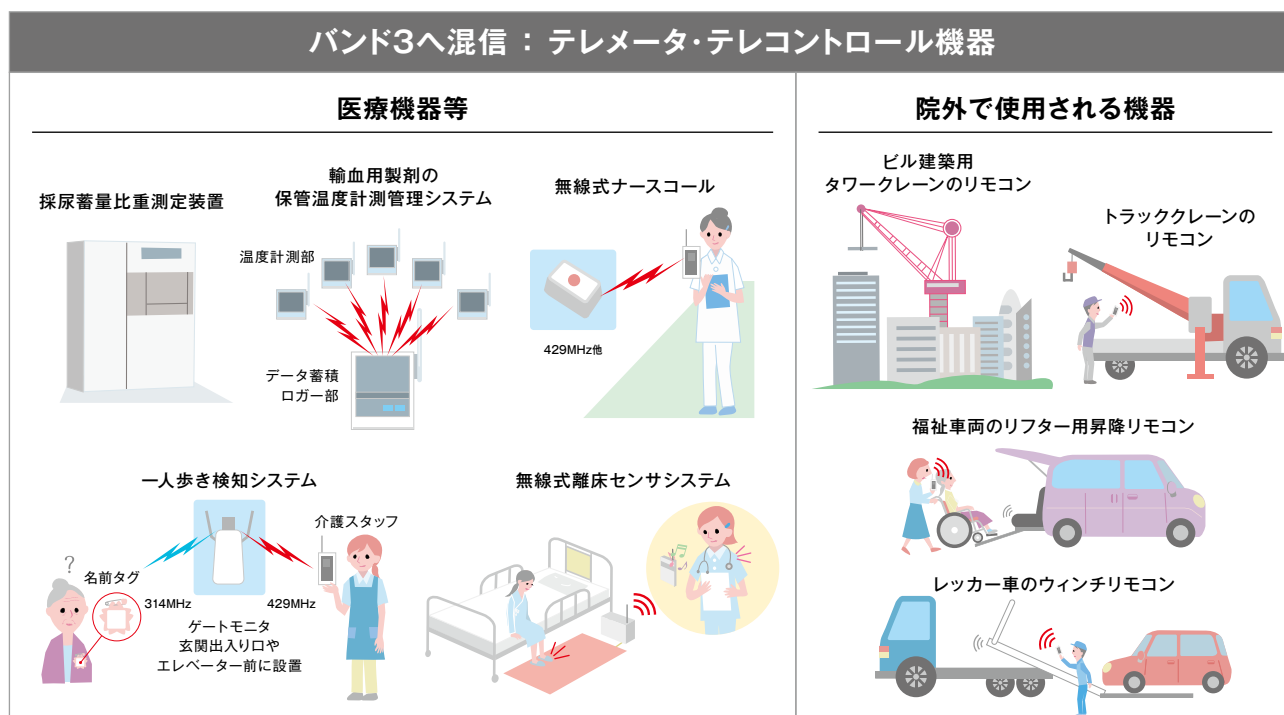 バンド3へ混信：テレメータ・テレコントロール機器
医療機器等
採尿蓄量比重測定装置
輸血用製剤の
保管温度計測管理システム
温度計測部
データ蓄積
ロガー部
無線式ナースコール
429MHz他
一人歩き検知システム
介護スタッフ
?
名前タグ
314MHz
429MHz
ゲートモニタ
玄関出入り口や
エレベーター前に設置
無線式離床センサシステム
院外で使用される機器
ビル建築用
タワークレーンのリモコン
トラッククレーンの
リモコン
福祉車両のリフター用昇降リモコン
レッカー車のウィンチリモコン